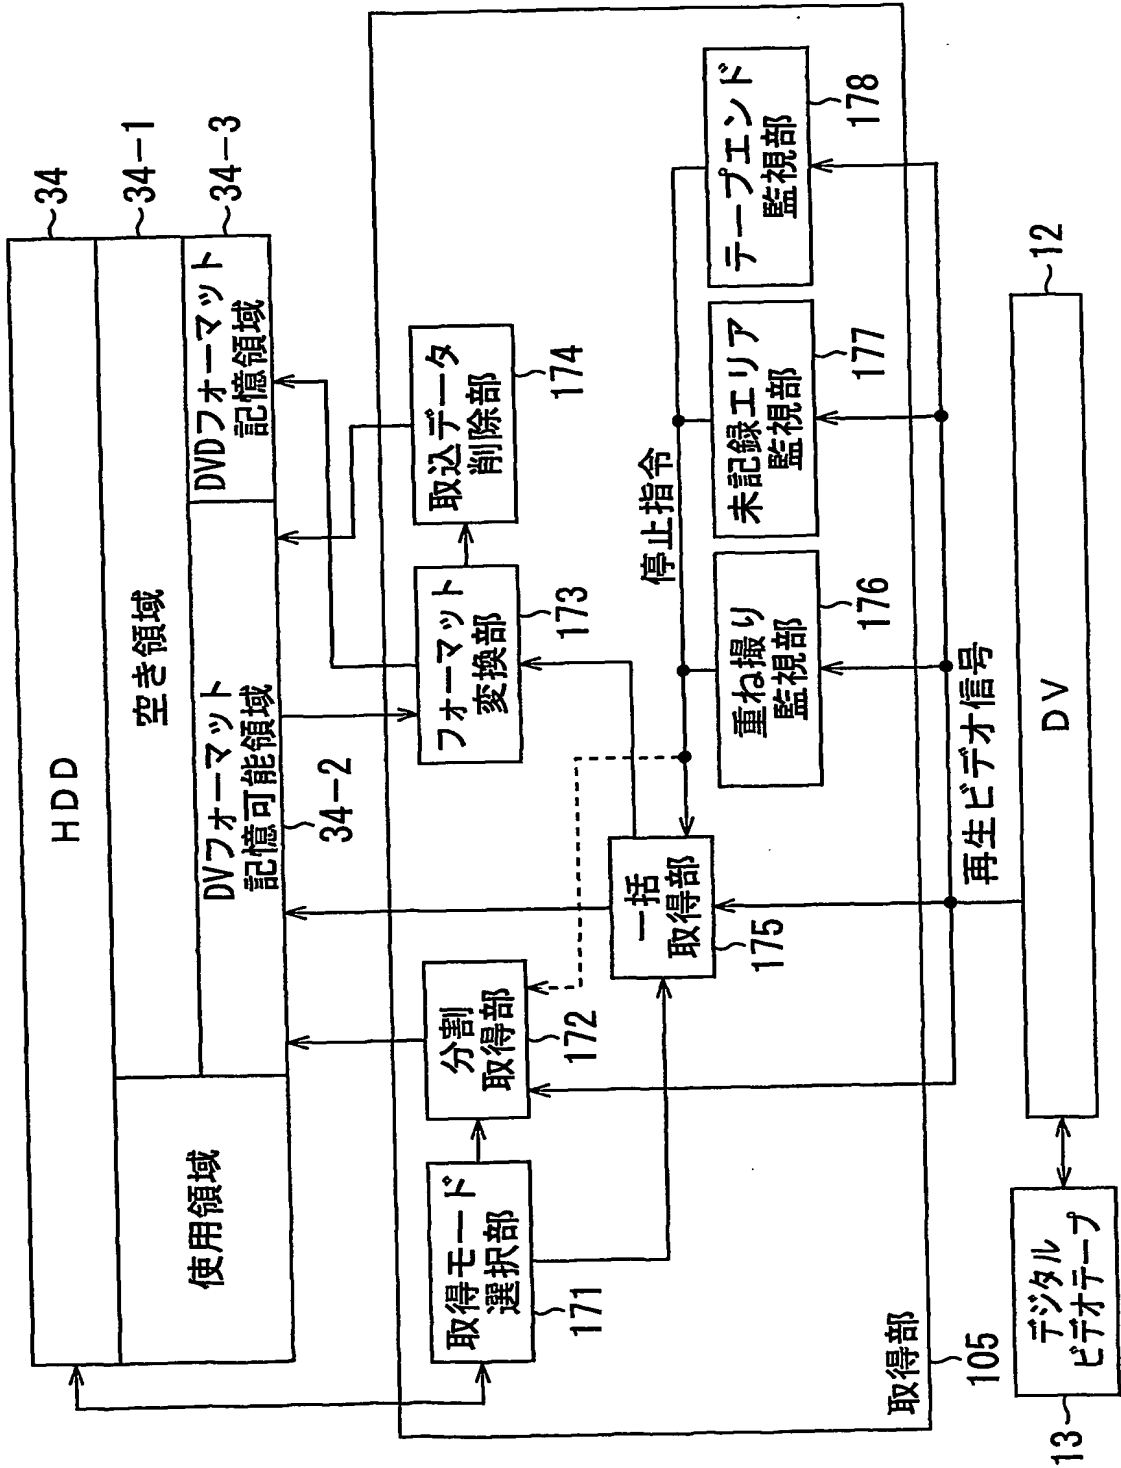 HDD
34
空き領域
34-1
使用領域
DVフォーマット
記憶可能領域
34-2
DVDフォーマット
記憶領域
34-3
取得モード
選択部
171
分割
取得部
172
フォーマット
変換部
173
取込データ
削除部
174
一括
取得部
175
停止指令
重ね撮り
監視部
176
未記録エリア
監視部
177
テープエンド
監視部
178
取得部
105
再生ビデオ信号
デジタル
ビデオテープ
13
DV
12